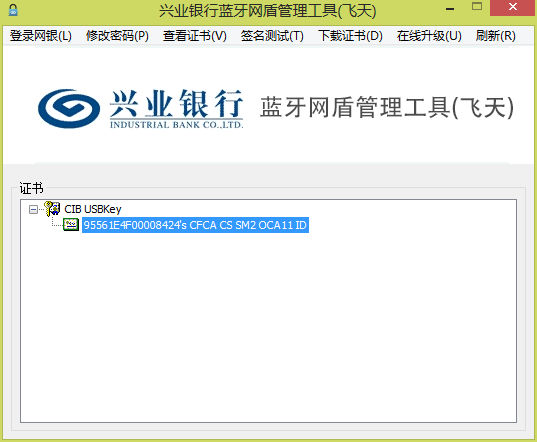 兴业银行蓝牙网盾管理工具(飞天)
登录网银(L) 修改密码(P) 查看证书(V) 签名测试(T) 下载证书(D) 在线升级(U) 刷新(R)
兴业银行 蓝牙网盾管理工具(飞天)
INDUSTRIAL BANK CO.,LTD.
证书
CIB USBKey
95561E4F00008424's CFCA CS SM2 OCA11 ID